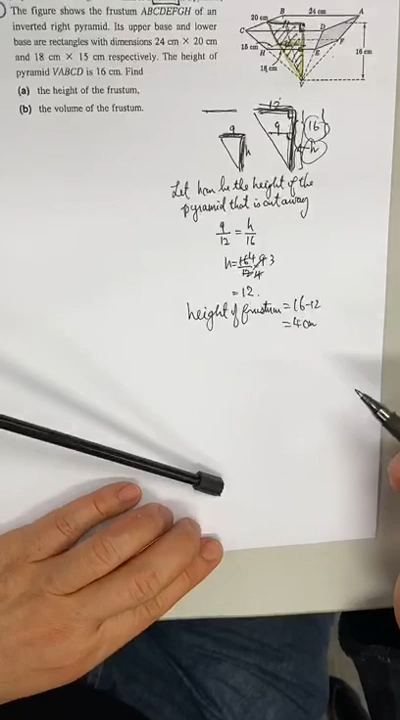 The figure shows the frustum ABCDEFGH of an
inverted right pyramid. Its upper base and lower
base are rectangles with dimensions 24 cm × 20 cm
and 18 cm × 15 cm respectively. The height of
pyramid VABCD is 16 cm. Find
(a) the height of the frustum,
(b) the volume of the frustum.
B 24 cm A
20 cm
C D
F
15 cm H E 16 cm
18 cm
V
12
9 h
9 16
h
Let h cm be the height of the
pyramid that is cut away
9/12 = h/16
= 12.
height of frustum = 16-12
= 4 cm